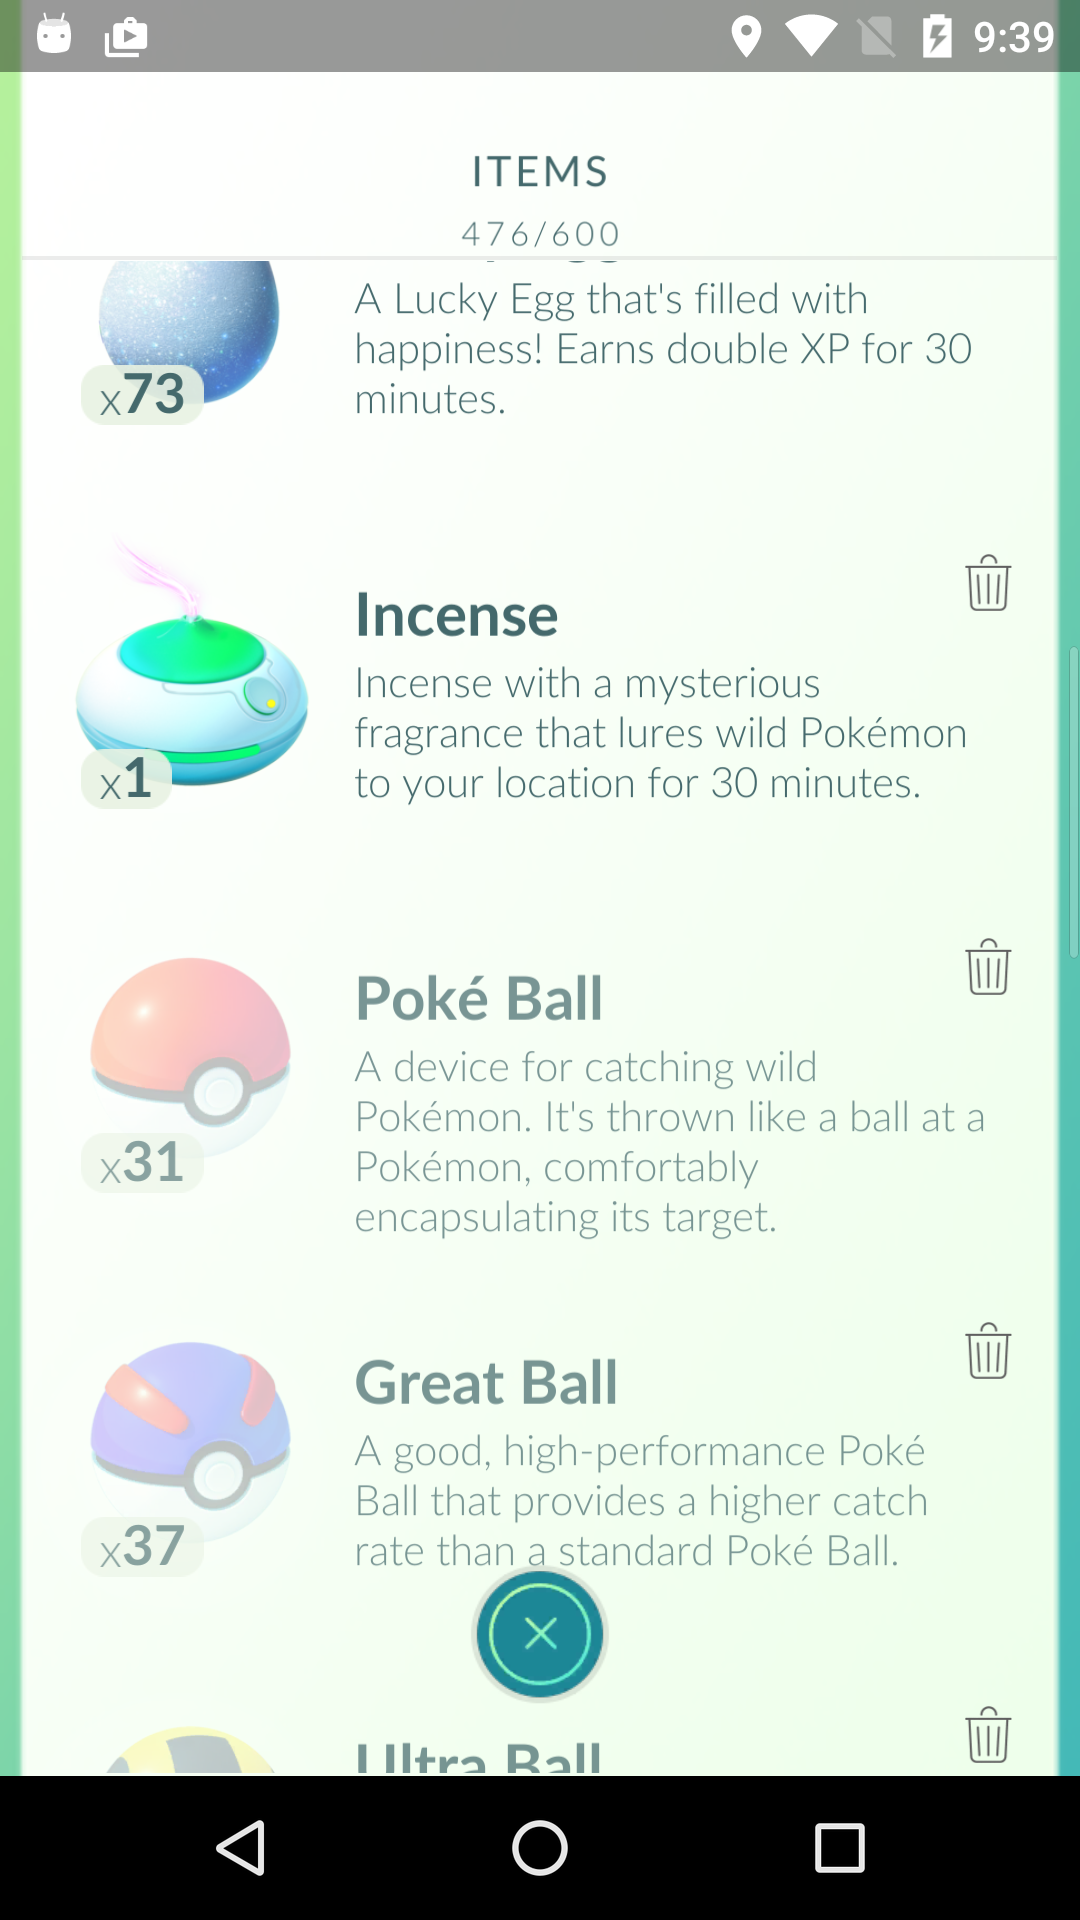 9:39
ITEMS
476/600
A Lucky Egg that's filled with
happiness! Earns double XP for 30
minutes.
x73
Incense
Incense with a mysterious
fragrance that lures wild Pokémon
to your location for 30 minutes.
x1
Poké Ball
A device for catching wild
Pokémon. It's thrown like a ball at a
Pokémon, comfortably
encapsulating its target.
x31
Great Ball
A good, high-performance Poké
Ball that provides a higher catch
rate than a standard Poké Ball.
x37
Ultra Ball